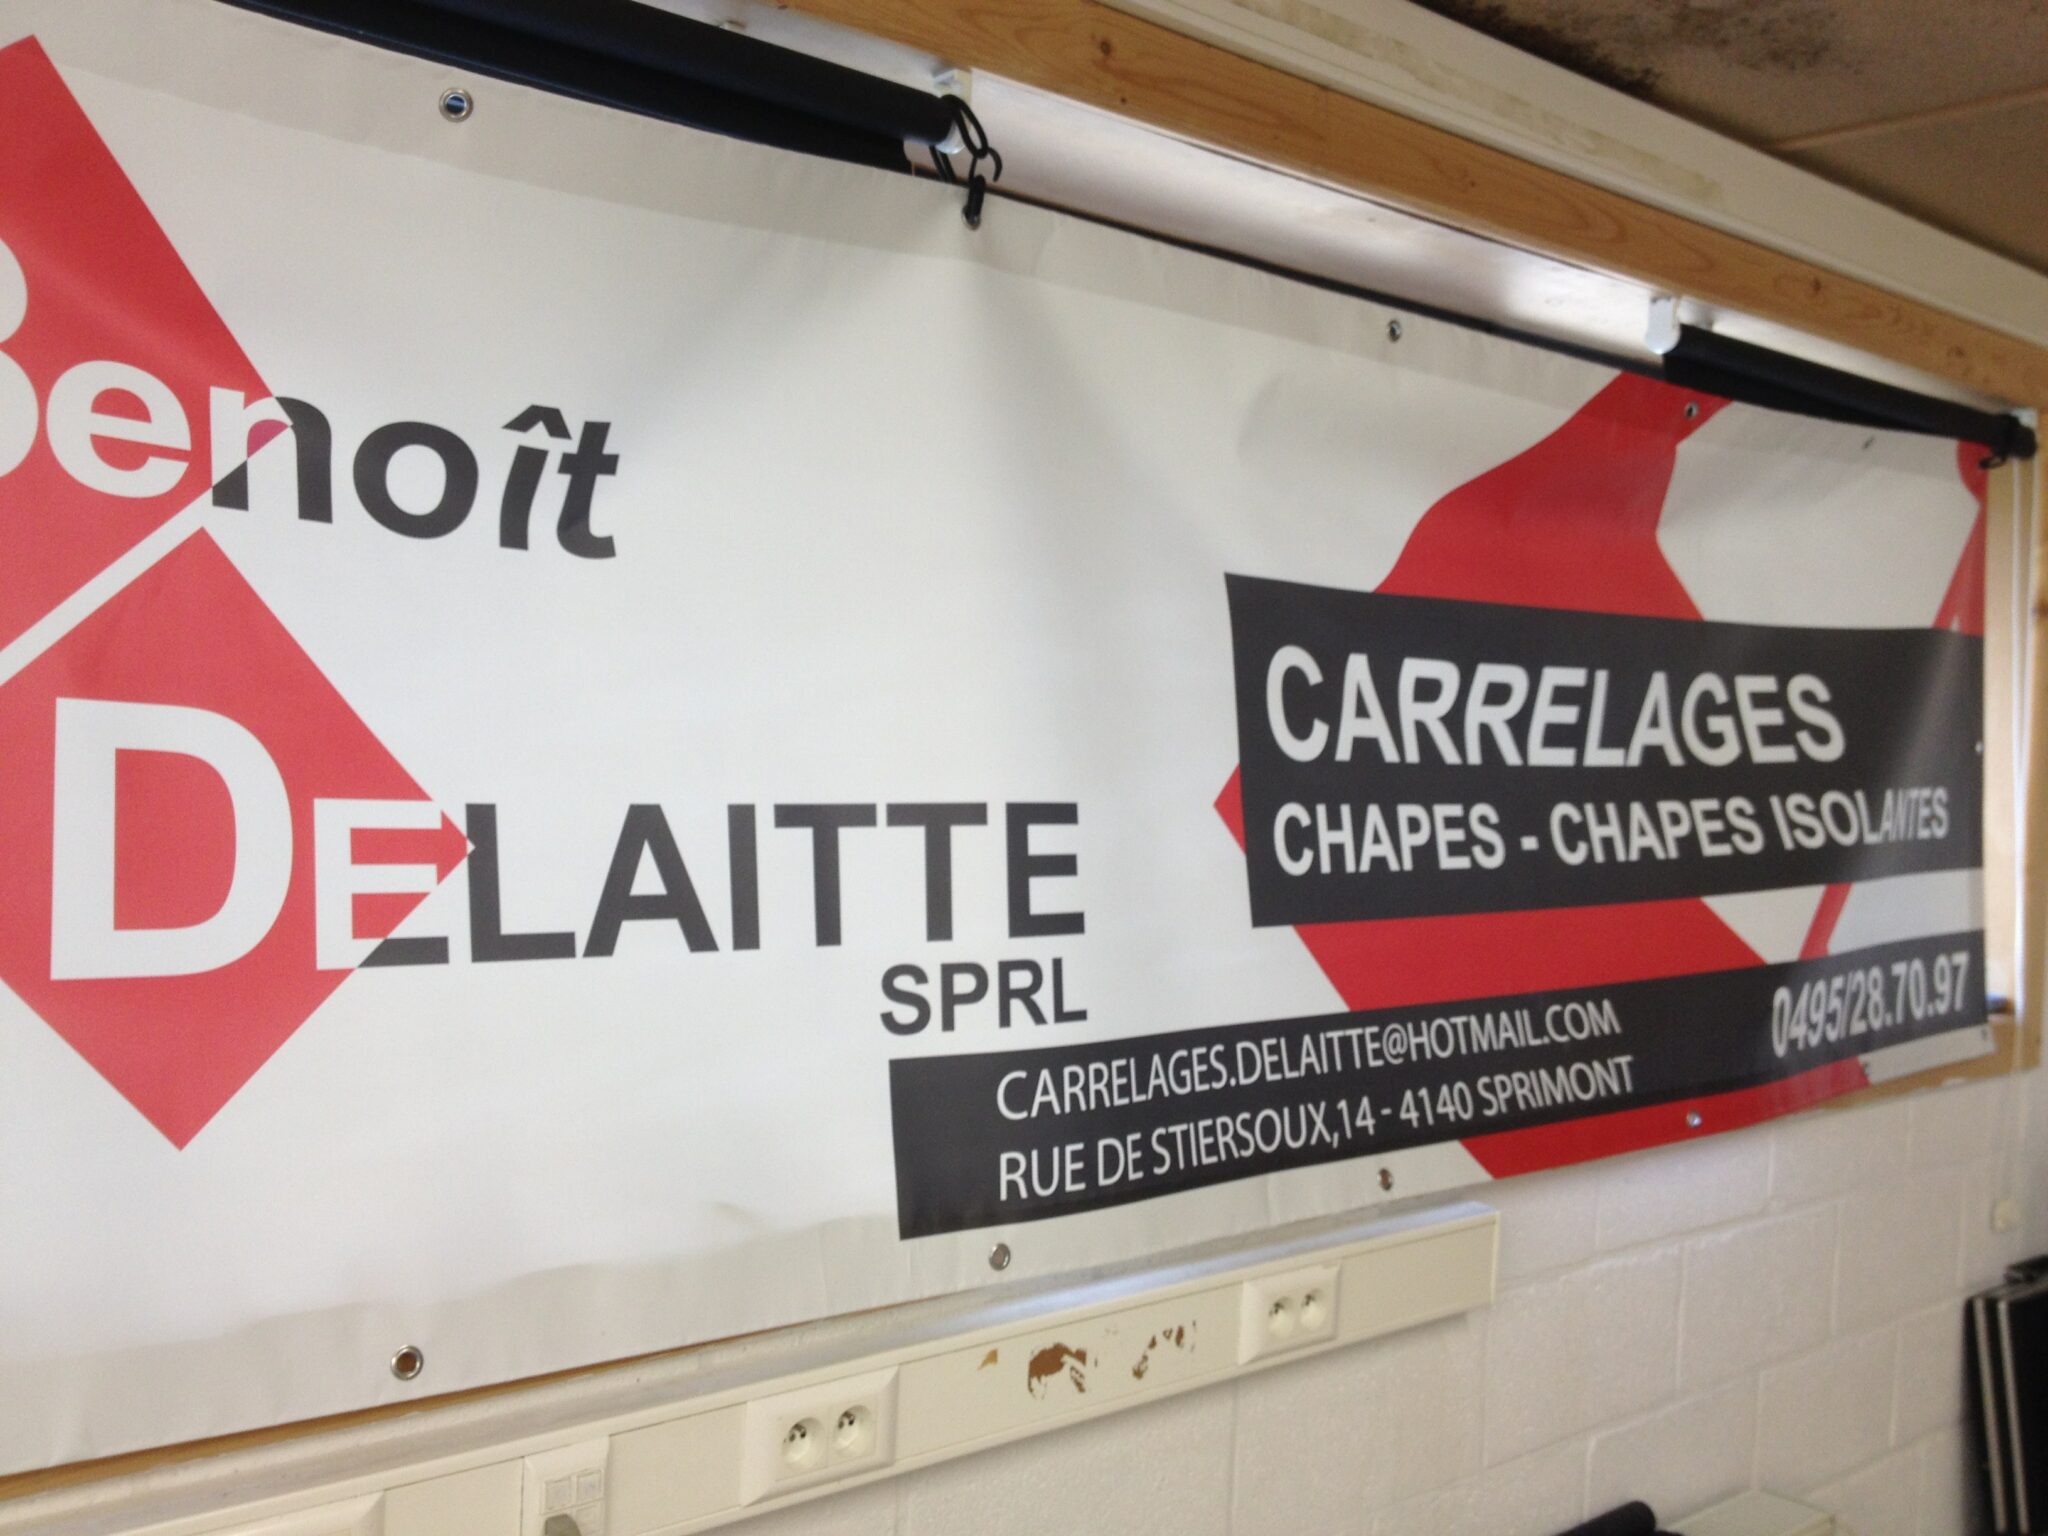 Benoît
DELAITTE
SPRL
CARRELAGES
CHAPES - CHAPES ISOLANTES
CARRELAGES.DELAITTE@HOTMAIL.COM
RUE DE STIERSOUX,14 - 4140 SPRIMONT
0495/28.70.97